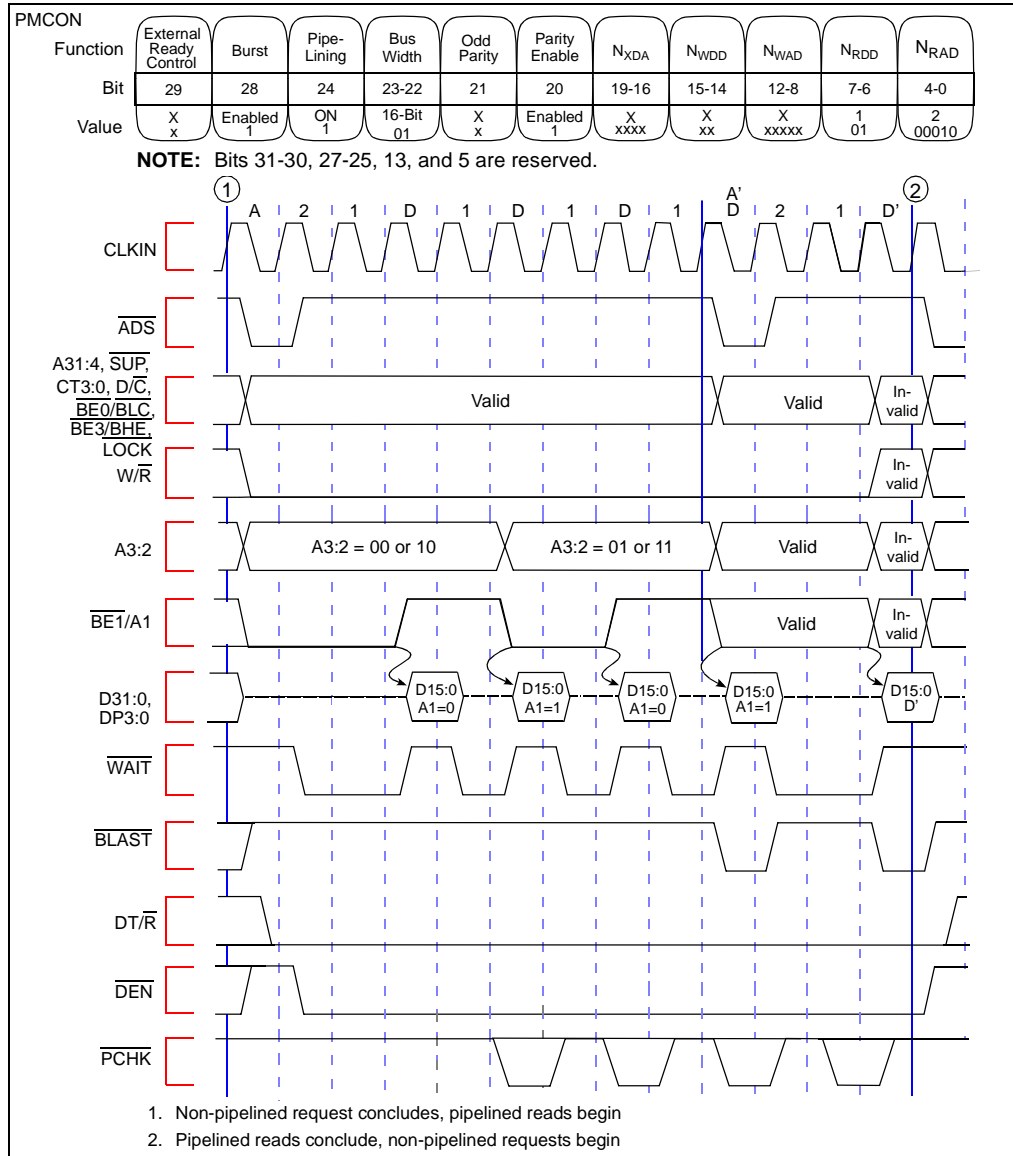 PMCON
Function External Ready Control Burst Pipe-Lining Bus Width Odd Parity Parity Enable NXDA NWDD NWAD NRDD NRAD
Bit 29 28 24 23-22 21 20 19-16 15-14 12-8 7-6 4-0
Value X x Enabled 1 ON 1 16-Bit 01 X x Enabled 1 X xxxx X xx X xxxxx 1 01 2 00010
NOTE: Bits 31-30, 27-25, 13, and 5 are reserved.
1 2
A 2 1 D 1 D 1 D 1 A' D 2 1 D'
CLKIN
ADS
A31:4, SUP,
CT3:0, D/C,
BE0/BLC,
BE3/BHE,
LOCK
Valid Valid In-valid
W/R In-valid
A3:2 A3:2 = 00 or 10 A3:2 = 01 or 11 Valid In-valid
BE1/A1 Valid In-valid
D31:0,
DP3:0
D15:0 A1=0 D15:0 A1=1 D15:0 A1=0 D15:0 A1=1 D15:0 D'
WAIT
BLAST
DT/R
DEN
PCHK
1. Non-pipelined request concludes, pipelined reads begin
2. Pipelined reads conclude, non-pipelined requests begin